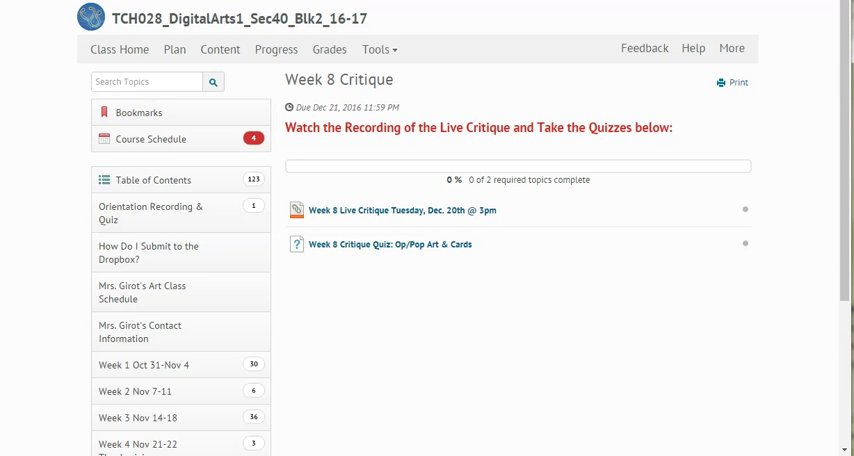 TCH028_DigitalArts1_Sec40_Blk2_16-17
Class Home Plan Content Progress Grades Tools Feedback Help More
Search Topics
Bookmarks
Course Schedule 4
Table of Contents 123
Orientation Recording & 1
Quiz
How Do I Submit to the
Dropbox?
Mrs. Girot's Art Class
Schedule
Mrs. Girot's Contact
Information
Week 1 Oct 31-Nov 4 30
Week 2 Nov 7-11 6
Week 3 Nov 14-18 36
Week 4 Nov 21-22 3
Week 8 Critique
Print
Due Dec 21, 2016 11:59 PM
Watch the Recording of the Live Critique and Take the Quizzes below:
0 % 0 of 2 required topics complete
Week 8 Live Critique Tuesday, Dec. 20th @ 3pm
Week 8 Critique Quiz: Op/Pop Art & Cards